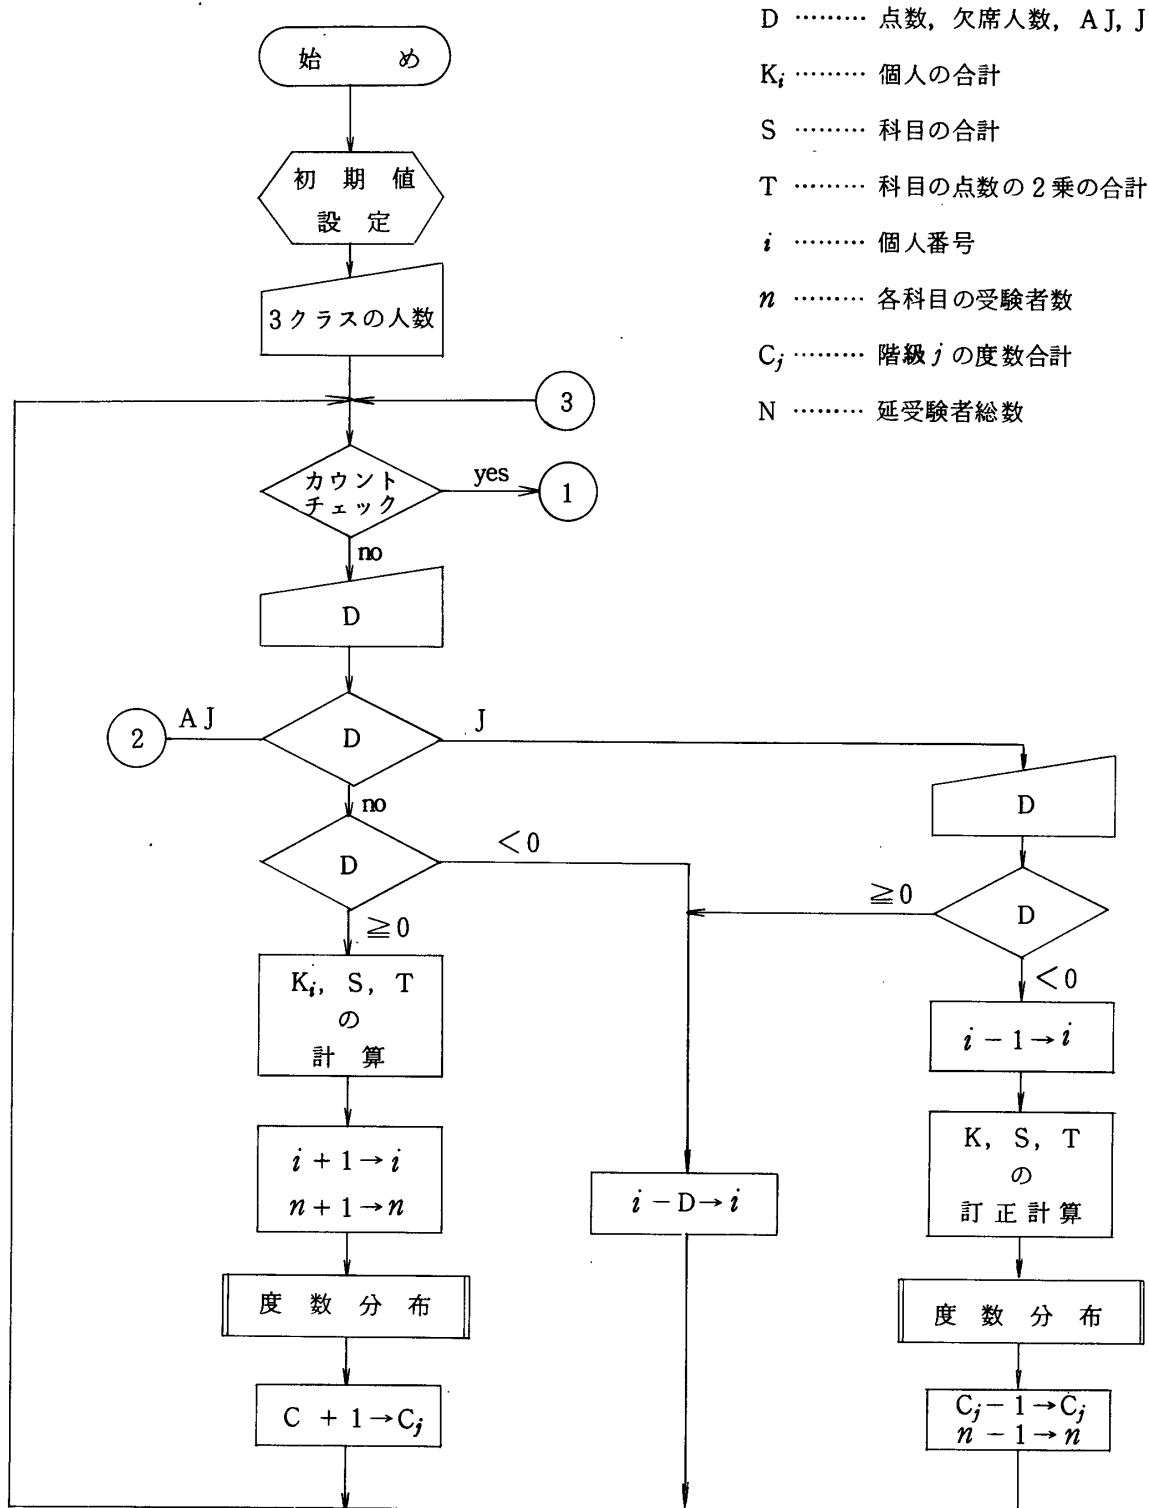 D ……… 点数, 欠席人数, AJ, J
Ki ……… 個人の合計
S ……… 科目の合計
T ……… 科目の点数の2乗の合計
i ……… 個人番号
n ……… 各科目の受験者数
Cj ……… 階級 j の度数合計
N ……… 延受験者総数
始 め
初 期 値
設 定
3クラスの人数
3
カウント
チェック
yes
1
no
D
2
AJ
D
J
no
D
<0
≧0
Ki, S, T
の
計 算
i + 1 → i
n + 1 → n
度 数 分 布
C + 1 → Cj
i − D → i
D
≧0
D
<0
i − 1 → i
K, S, T
の
訂正計算
度 数 分 布
Cj − 1 → Cj
n − 1 → n